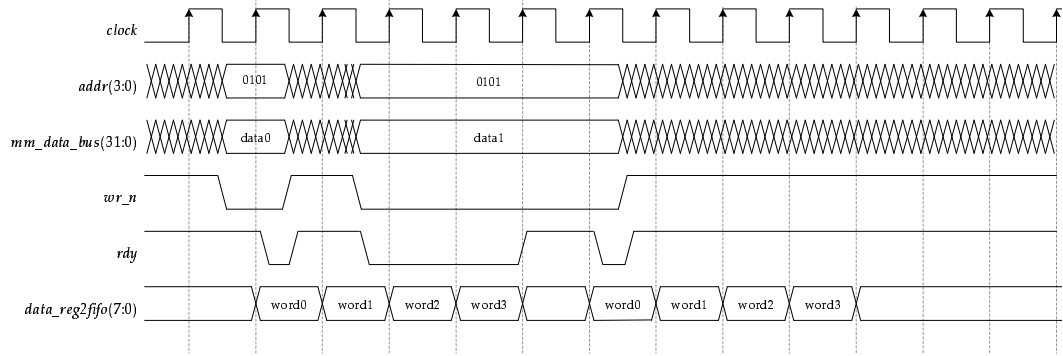 clock
addr(3:0) 0101 0101
mm_data_bus(31:0) data0 data1
wr_n
rdy
data_reg2fifo(7:0) word0 word1 word2 word3 word0 word1 word2 word3